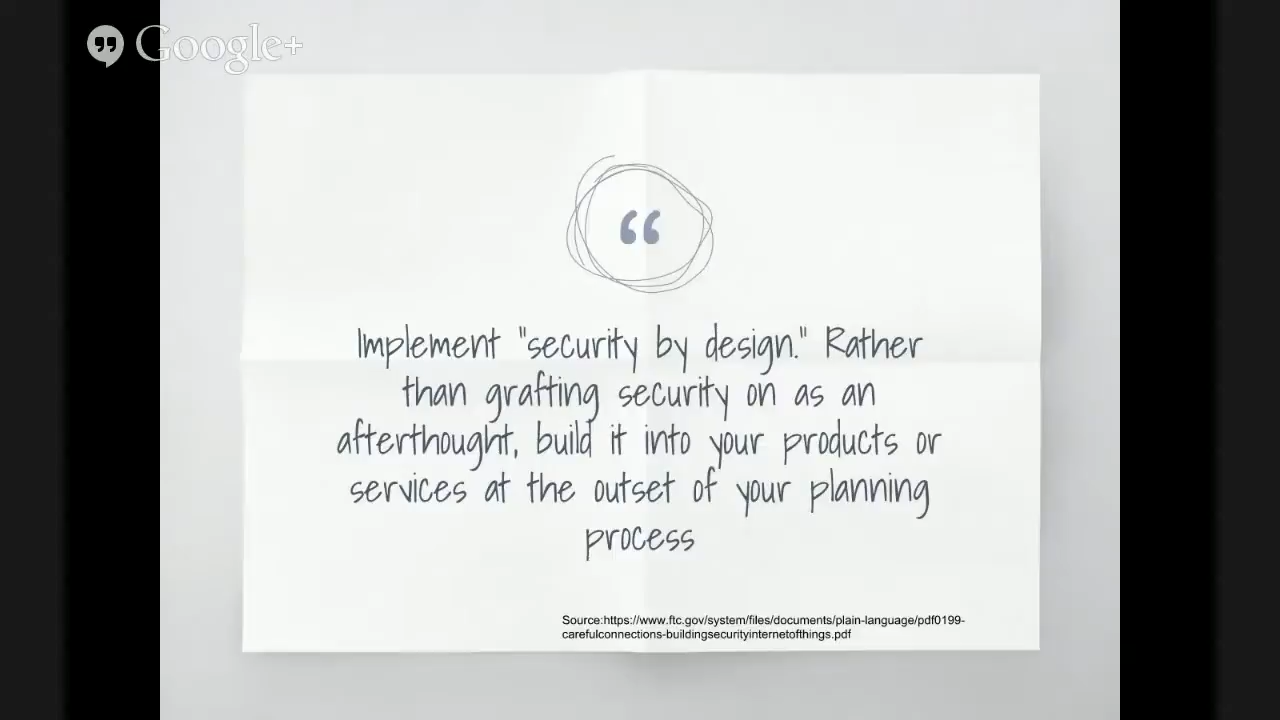 Google+
“
Implement "security by design." Rather
than grafting security on as an
afterthought, build it into your products or
services at the outset of your planning
process
Source:https://www.ftc.gov/system/files/documents/plain-language/pdf0199-
carefulconnections-buildingsecurityinternetofthings.pdf